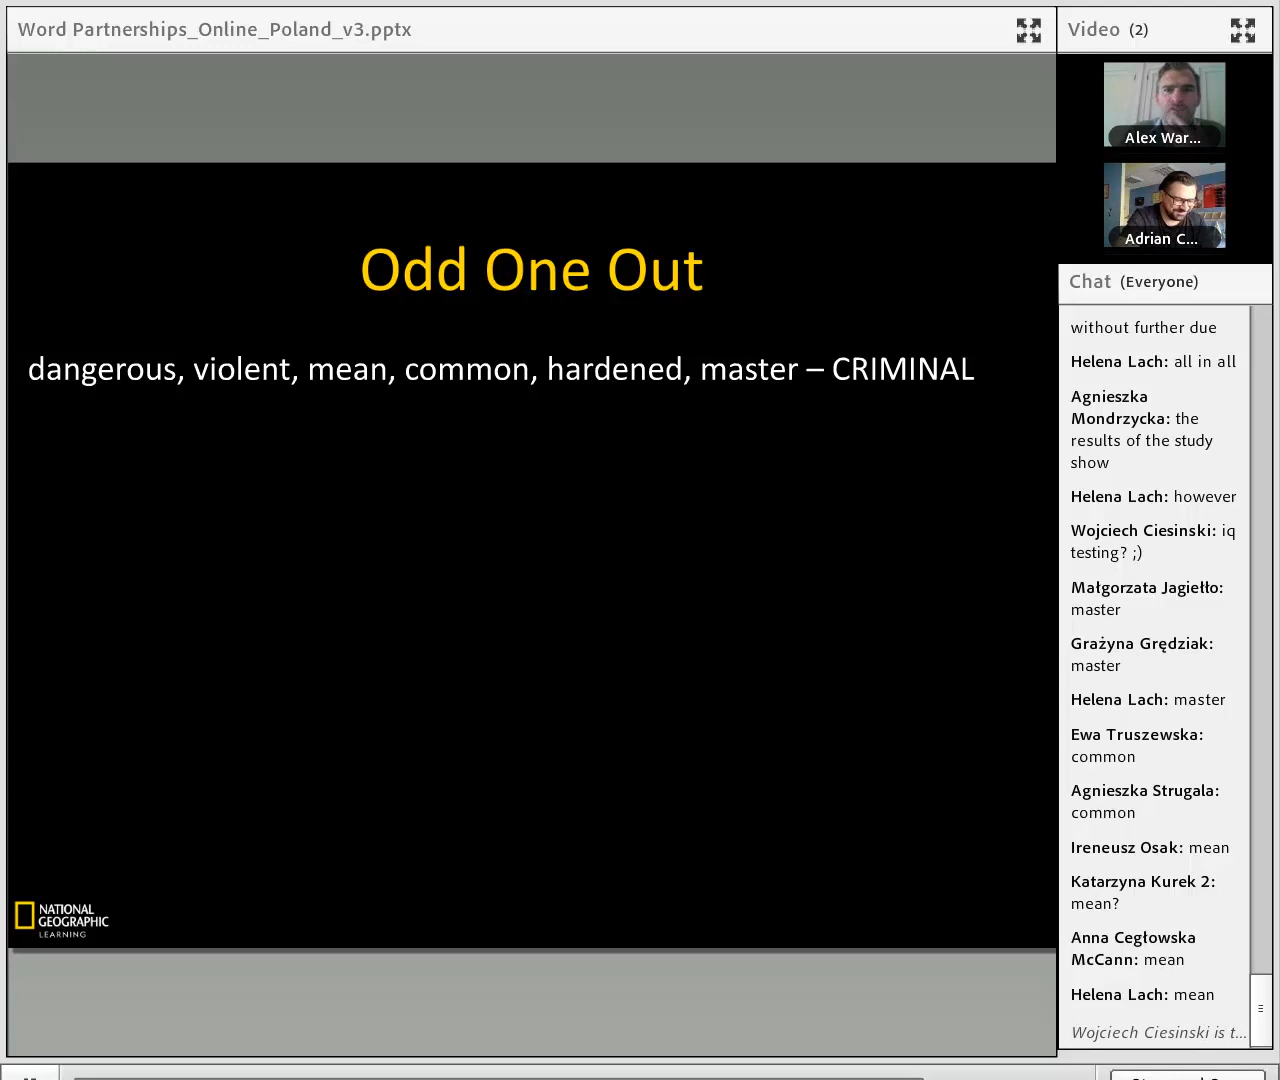 Word Partnerships_Online_Poland_v3.pptx
Video (2)
Alex War...
Adrian C...
Odd One Out
dangerous, violent, mean, common, hardened, master – CRIMINAL
NATIONAL
GEOGRAPHIC
LEARNING
Chat (Everyone)
without further due
Helena Lach: all in all
Agnieszka
Mondrzycka: the
results of the study
show
Helena Lach: however
Wojciech Ciesinski: iq
testing? ;)
Małgorzata Jagiełło:
master
Grażyna Grędziak:
master
Helena Lach: master
Ewa Truszewska:
common
Agnieszka Strugala:
common
Ireneusz Osak: mean
Katarzyna Kurek 2:
mean?
Anna Cegłowska
McCann: mean
Helena Lach: mean
Wojciech Ciesinski is t...